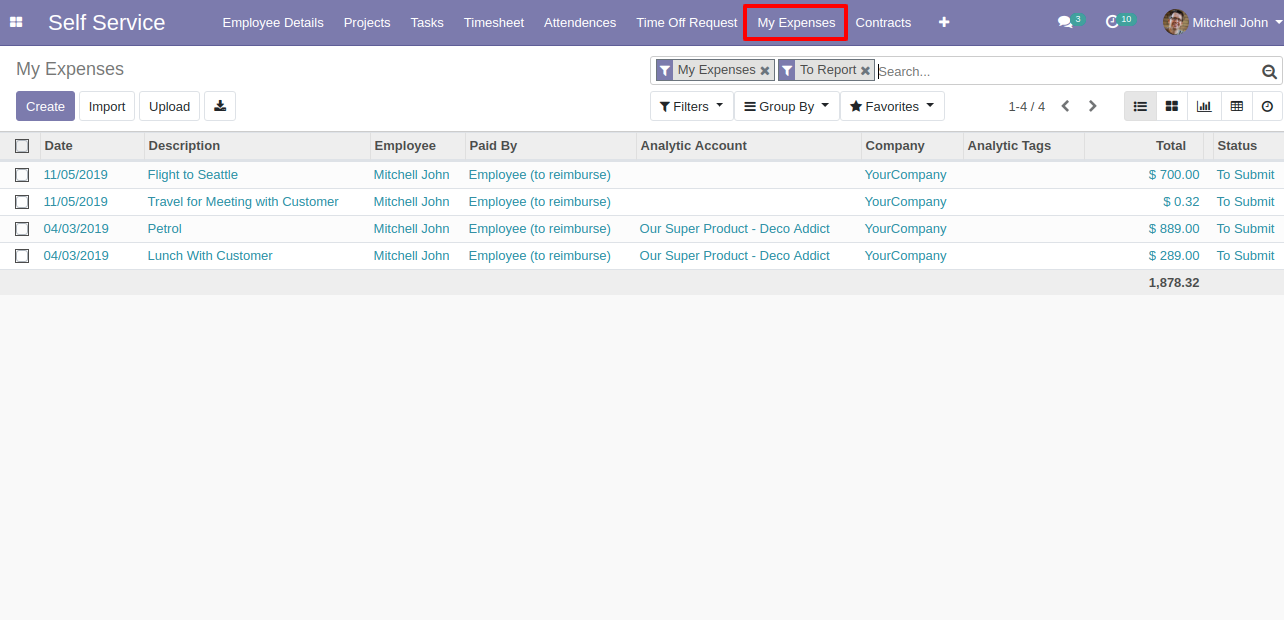 Self Service Employee Details Projects Tasks Timesheet Attendences Time Off Request My Expenses Contracts 3 10 Mitchell John
My Expenses My Expenses To Report Search...
Create Import Upload Filters Group By Favorites 1-4 / 4
Date Description Employee Paid By Analytic Account Company Analytic Tags Total Status
11/05/2019 Flight to Seattle Mitchell John Employee (to reimburse) YourCompany $ 700.00 To Submit
11/05/2019 Travel for Meeting with Customer Mitchell John Employee (to reimburse) YourCompany $ 0.32 To Submit
04/03/2019 Petrol Mitchell John Employee (to reimburse) Our Super Product - Deco Addict YourCompany $ 889.00 To Submit
04/03/2019 Lunch With Customer Mitchell John Employee (to reimburse) Our Super Product - Deco Addict YourCompany $ 289.00 To Submit
1,878.32